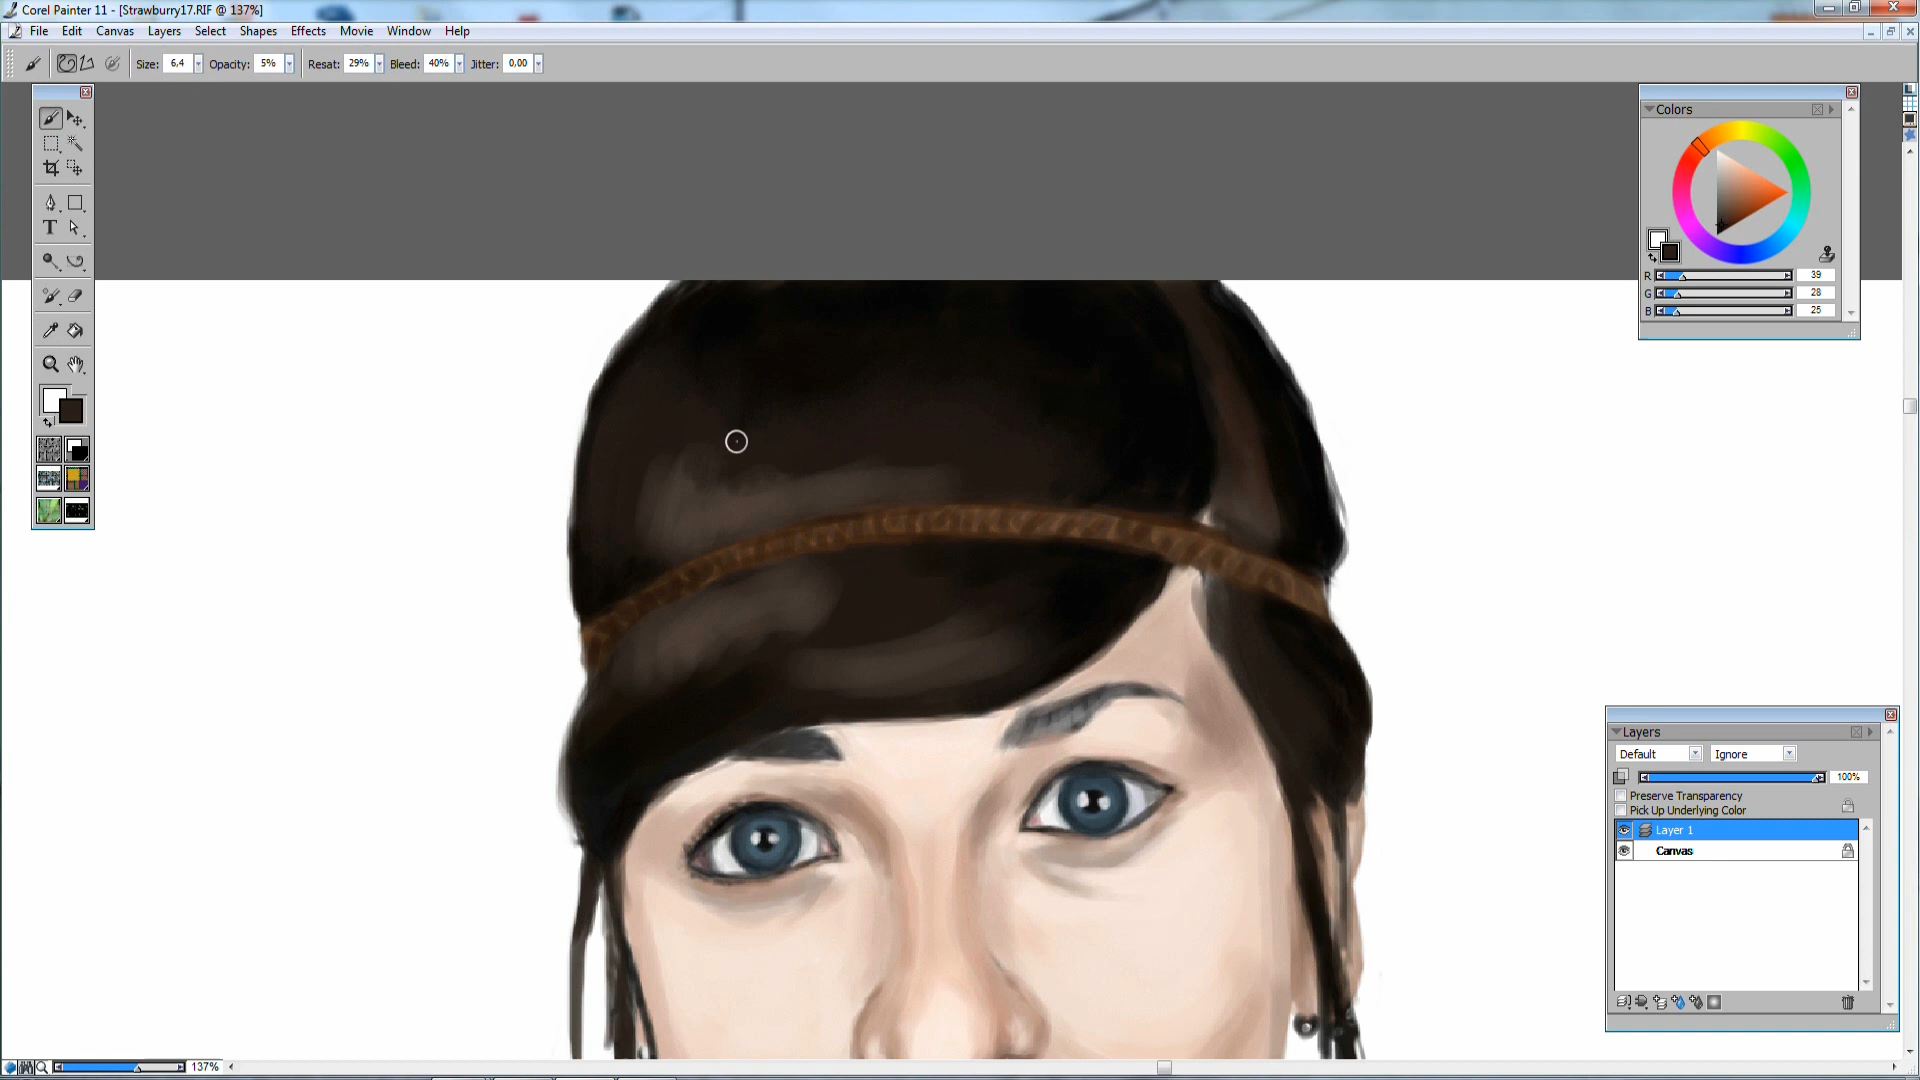 Corel Painter 11 - [Strawburry17.RIF @ 137%]
File Edit Canvas Layers Select Shapes Effects Movie Window Help
Size: 6,4 Opacity: 5% Resat: 29% Bleed: 40% Jitter: 0,00
Colors
T
R 39
G 28
B 25
Layers
Default Ignore
100%
Preserve Transparency
Pick Up Underlying Color
Layer 1
Canvas
137%